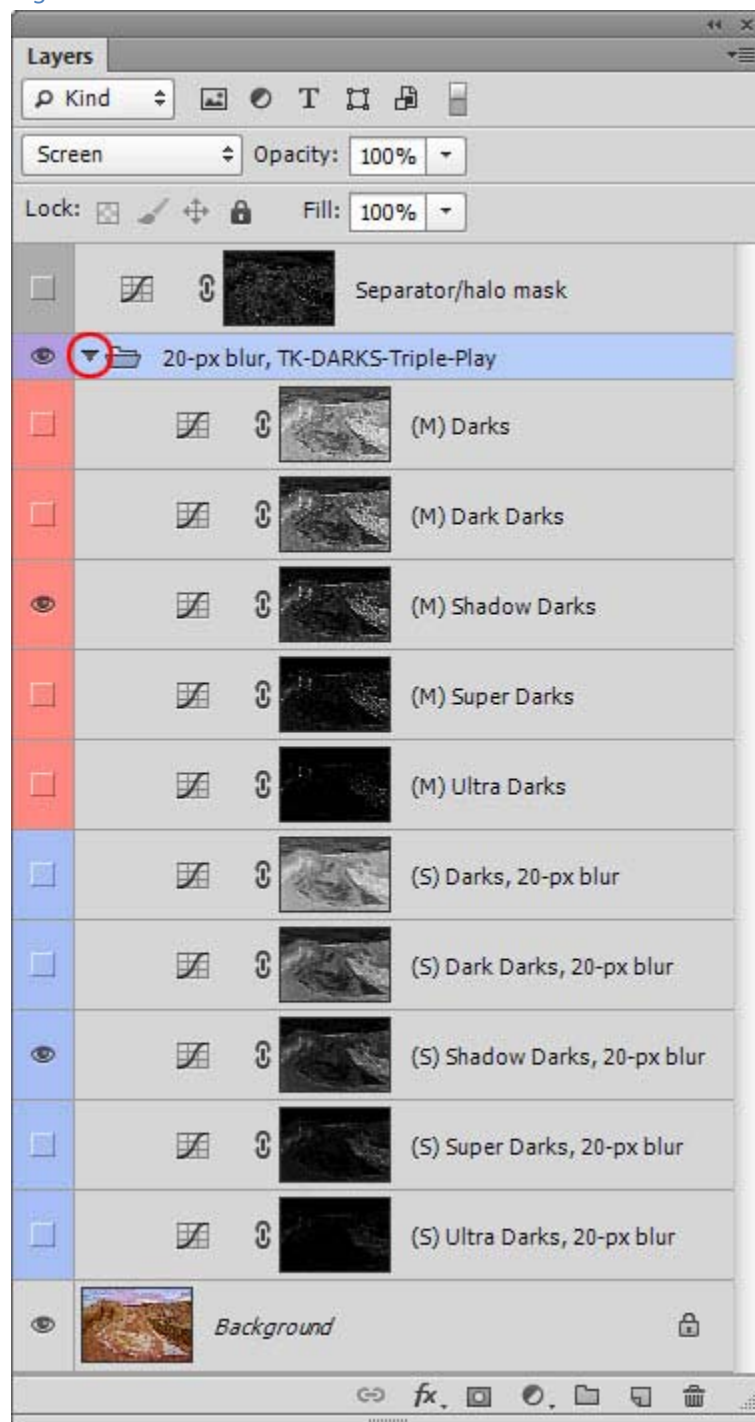 Layers
Kind
Screen Opacity: 100%
Lock: Fill: 100%
Separator/halo mask
20-px blur, TK-DARKS-Triple-Play
(M) Darks
(M) Dark Darks
(M) Shadow Darks
(M) Super Darks
(M) Ultra Darks
(S) Darks, 20-px blur
(S) Dark Darks, 20-px blur
(S) Shadow Darks, 20-px blur
(S) Super Darks, 20-px blur
(S) Ultra Darks, 20-px blur
Background
fx